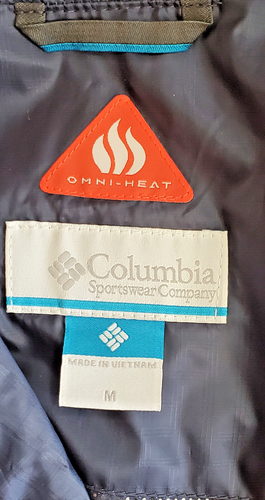 OMNI-HEAT
Columbia
Sportswear Company
MADE IN VIETNAM
M